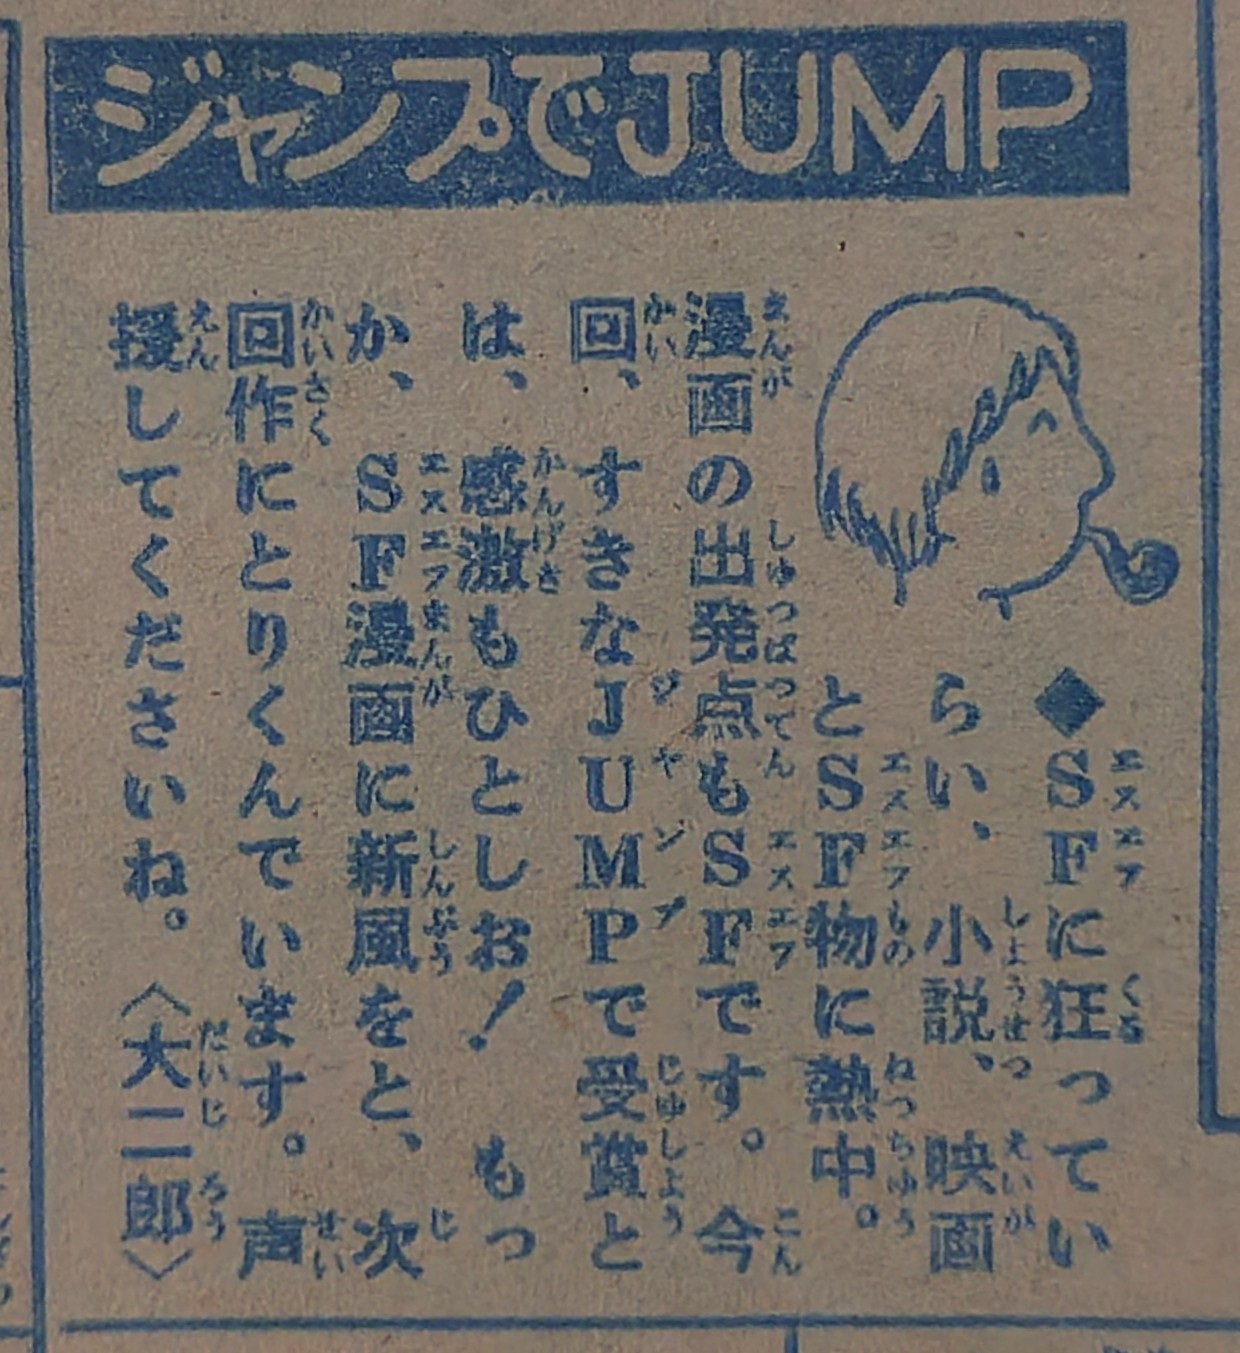 ジャンプでJUMP
◆SFに狂ってい
らい、小説、映画
とSF物に熱中。
漫画の出発点もSFです。今
回、すきなJUMPで受賞と
は、感激もひとしお! もっ
か、SF漫画に新風をと、次
回作にとりくんでいます。声
援してくださいね。〈大二郎〉